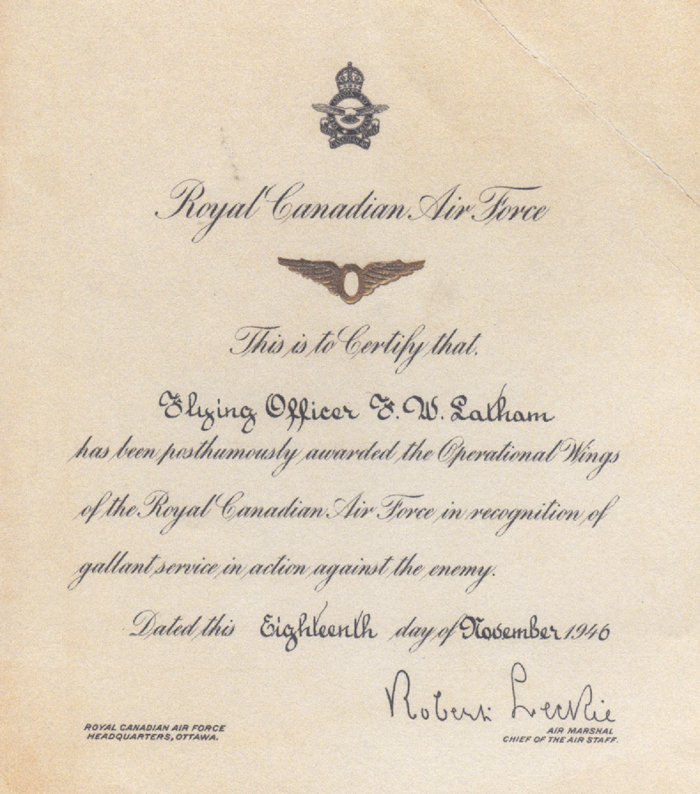 Royal Canadian Air Force
This is to Certify that.
Flying Officer F. W. Latham
has been posthumously awarded the Operational Wings
of the Royal Canadian Air Force in recognition of
gallant service in action against the enemy.
Dated this Eighteenth day of November 1946
Robert Leckie
AIR MARSHAL
CHIEF OF THE AIR STAFF.
ROYAL CANADIAN AIR FORCE
HEADQUARTERS, OTTAWA.